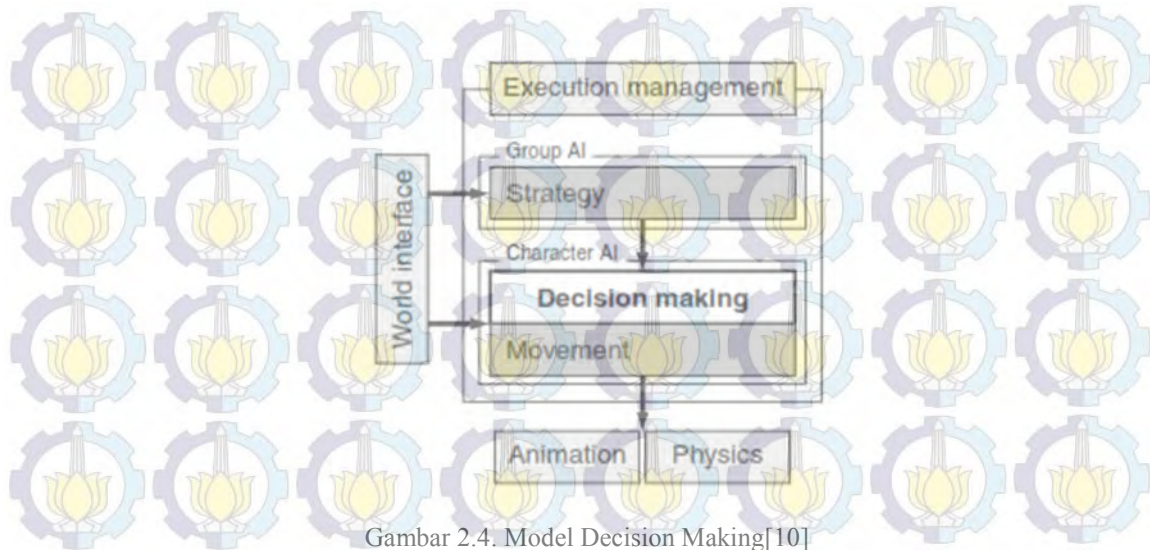 Execution management
Group AI
Strategy
World interface
Character AI
Decision making
Movement
Animation
Physics
Gambar 2.4. Model Decision Making[10]